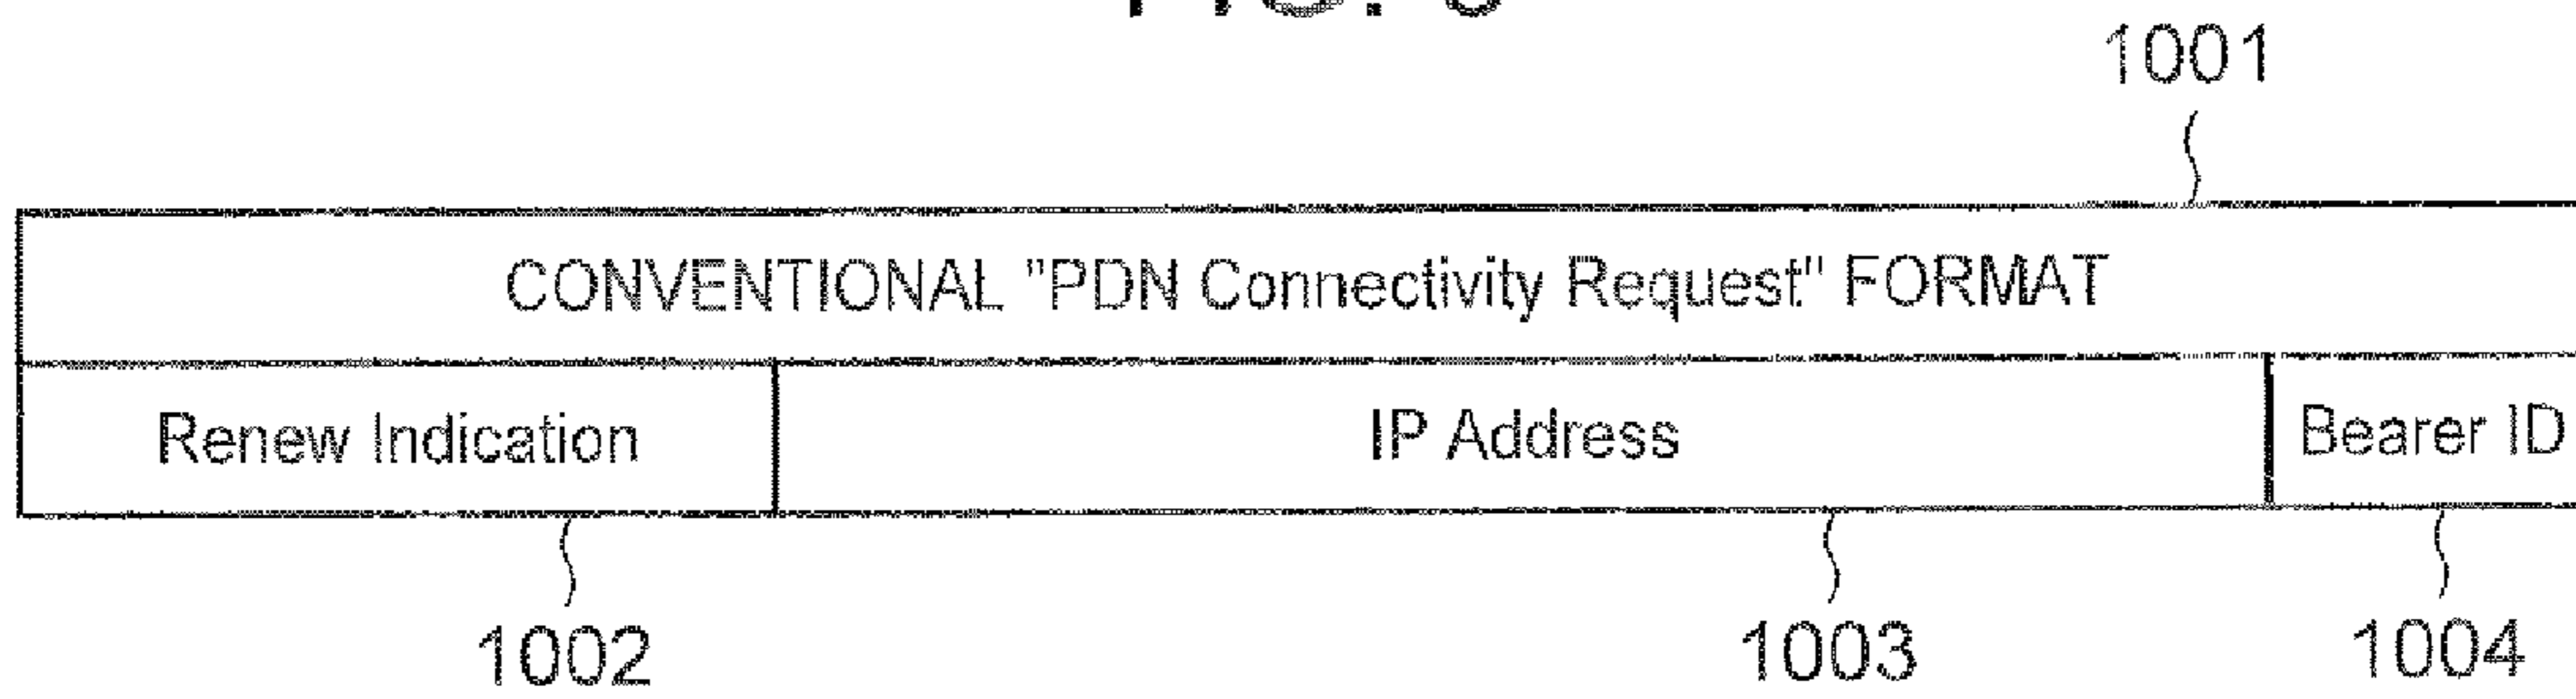 1001
CONVENTIONAL "PDN Connectivity Request" FORMAT
Renew Indication IP Address Bearer ID
1002 1003 1004